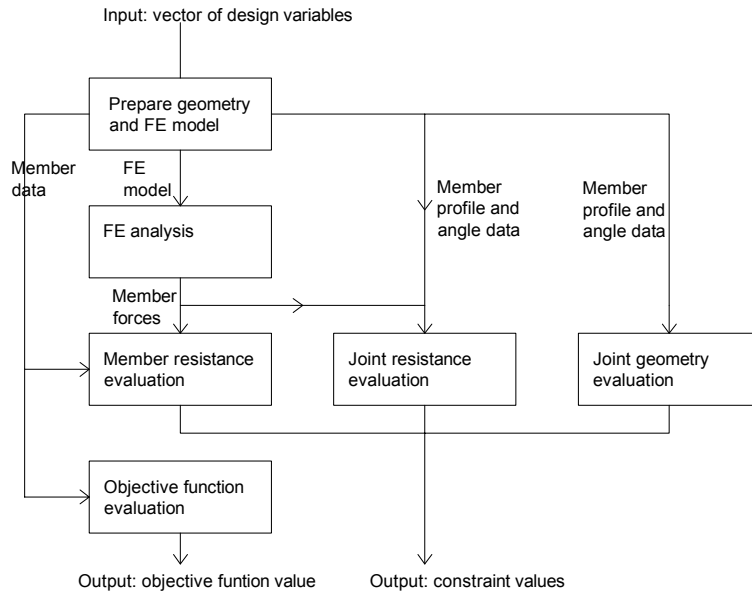 Input: vector of design variables
Prepare geometry
and FE model
Member
data
FE
model
Member
profile and
angle data
Member
profile and
angle data
FE analysis
Member
forces
Member resistance
evaluation
Joint resistance
evaluation
Joint geometry
evaluation
Objective function
evaluation
Output: objective funtion value
Output: constraint values